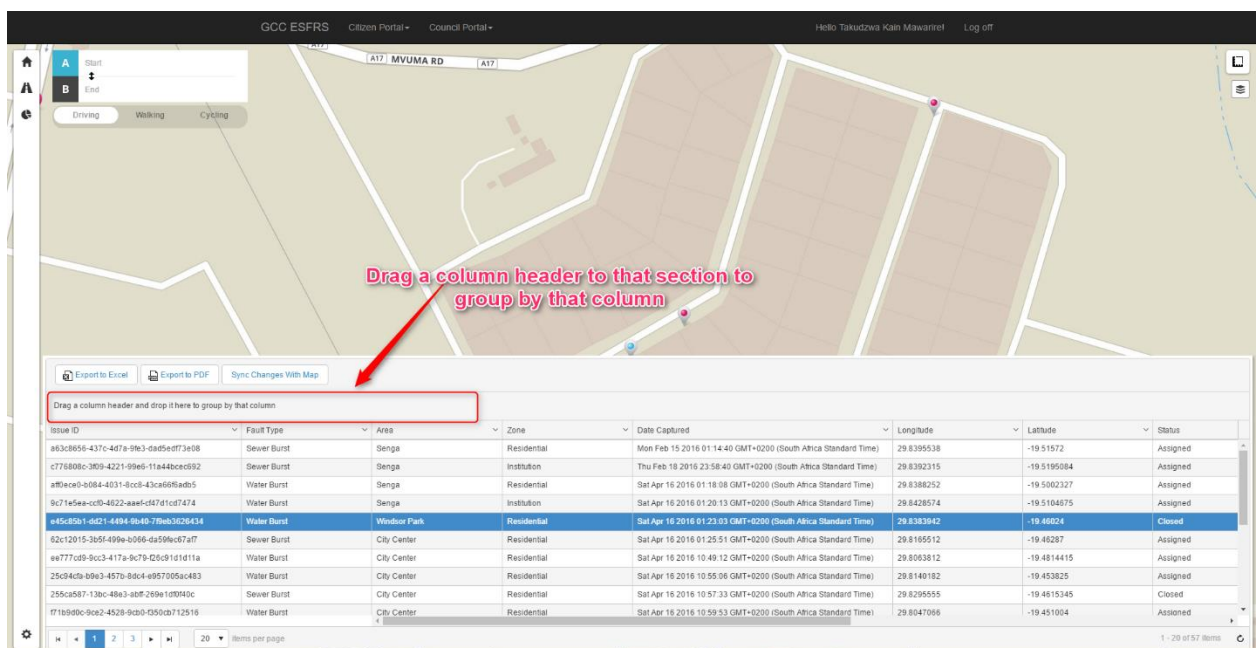 GCC ESFRS Citizen Portal Council Portal Hello Takudzwa Kain Mawarire! Log off
A17 A17 MVUMA RD A17
A Start
B End
Driving Walking Cycling
Drag a column header to that section to
group by that column
Export to Excel Export to PDF Sync Changes With Map
Drag a column header and drop it here to group by that column
Issue ID Fault Type Area Zone Date Captured Longitude Latitude Status
a63c8656-437c-4d7a-9fe3-dad5edf73e08 Sewer Burst Senga Residential Mon Feb 15 2016 01:14:40 GMT+0200 (South Africa Standard Time) 29.8395538 -19.51572 Assigned
c776808c-3f09-4221-99e6-11a44bcec692 Sewer Burst Senga Institution Thu Feb 18 2016 23:58:40 GMT+0200 (South Africa Standard Time) 29.8392315 -19.5195084 Assigned
aff0ece0-b084-4031-8cc8-43ca66f6adb5 Water Burst Senga Residential Sat Apr 16 2016 01:18:08 GMT+0200 (South Africa Standard Time) 29.8388252 -19.5002327 Assigned
9c71e5ea-ccf0-4622-aaef-cf47d1cd7474 Water Burst Senga Institution Sat Apr 16 2016 01:20:13 GMT+0200 (South Africa Standard Time) 29.8428574 -19.5104675 Assigned
e45c85b1-dd21-4494-9b40-7f9eb3626434 Water Burst Windsor Park Residential Sat Apr 16 2016 01:23:03 GMT+0200 (South Africa Standard Time) 29.8383942 -19.46024 Closed
62c12015-3b5f-499e-b066-da59fec67af7 Sewer Burst City Center Residential Sat Apr 16 2016 01:25:51 GMT+0200 (South Africa Standard Time) 29.8165512 -19.46287 Assigned
ee777cd9-9cc3-417a-9c79-f26c91d1d11a Water Burst City Center Residential Sat Apr 16 2016 10:49:12 GMT+0200 (South Africa Standard Time) 29.8063812 -19.4814415 Assigned
25c94cfa-b9e3-457b-8dc4-e957005ac483 Water Burst City Center Residential Sat Apr 16 2016 10:55:06 GMT+0200 (South Africa Standard Time) 29.8140182 -19.453825 Assigned
255ca587-13bc-48e3-abff-269e1df0f40c Sewer Burst City Center Residential Sat Apr 16 2016 10:57:33 GMT+0200 (South Africa Standard Time) 29.8295555 -19.4615345 Closed
f71b9d0c-9ce2-4528-9cb0-f350cb712516 Water Burst City Center Residential Sat Apr 16 2016 10:59:53 GMT+0200 (South Africa Standard Time) 29.8047066 -19.451004 Assigned
1 2 3 20 items per page 1 - 20 of 57 items